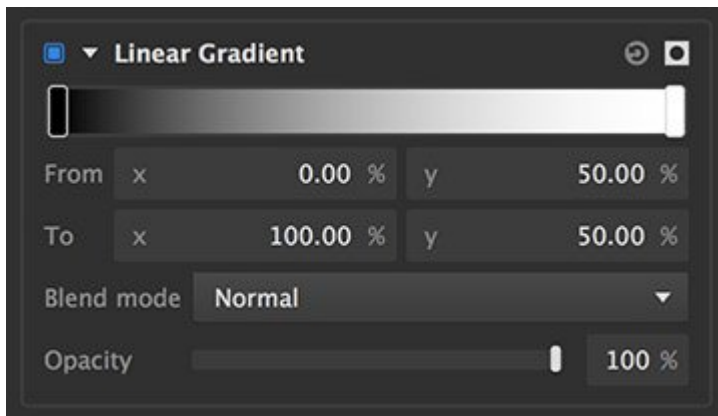 Linear Gradient
From x 0.00 % y 50.00 %
To x 100.00 % y 50.00 %
Blend mode Normal
Opacity 100 %